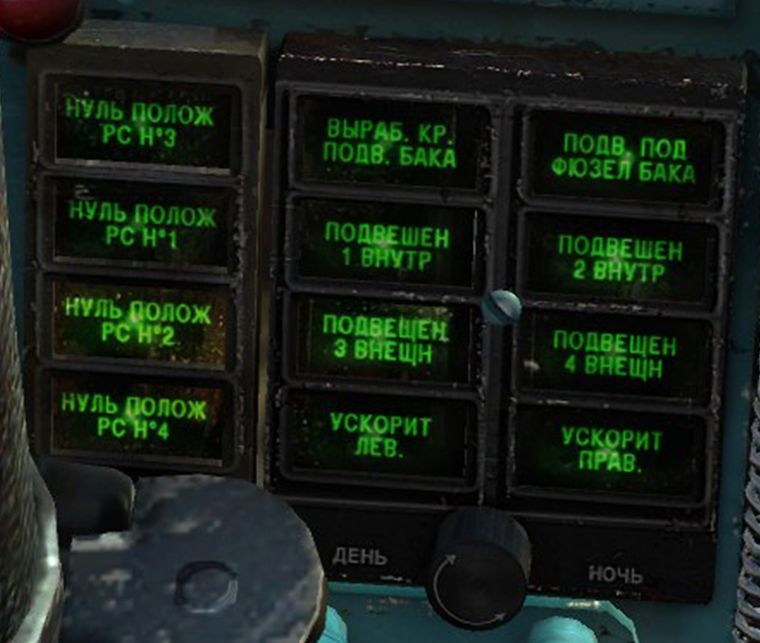 НУЛЬ ПОЛОЖ
РС Н°3
НУЛЬ ПОЛОЖ
РС Н°1
НУЛЬ ПОЛОЖ
РС Н°2
НУЛЬ ПОЛОЖ
РС Н°4
ВЫРАБ. КР.
ПОДВ. БАКА
ПОДВ. ПОД
ФЮЗЕЛ БАКА
ПОДВЕШЕН
1 ВНУТР
ПОДВЕШЕН
2 ВНУТР
ПОДВЕЩЕН
3 ВНЕЩН
ПОДВЕЩЕН
4 ВНЕЩН
УСКОРИТ
ЛЕВ.
УСКОРИТ
ПРАВ.
ДЕНЬ
НОЧЬ